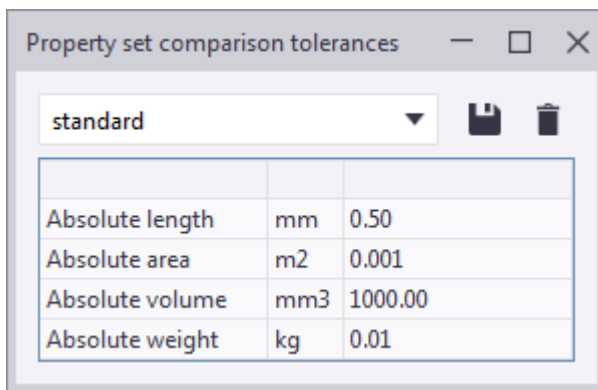 Property set comparison tolerances
standard
Absolute length mm 0.50
Absolute area m2 0.001
Absolute volume mm3 1000.00
Absolute weight kg 0.01